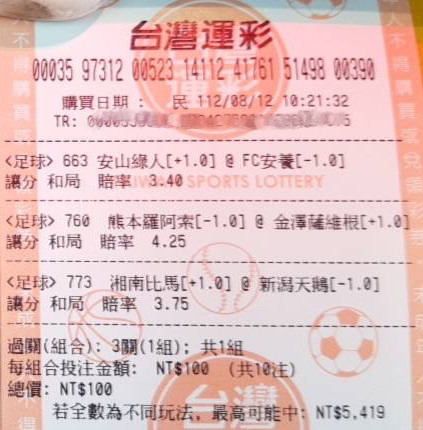 台灣運彩
00035 97312 00523 14112 41761 51498 00390
購買日期 : 民 112/08/12 10:21:32
TR:
<足球> 663 安山綠人[+1.0] @ FC安養[-1.0]
讓分 和局 賠率 3.40
TAIWAN SPORTS LOTTERY
<足球> 760 熊本羅阿索[-1.0] @ 金澤薩維根[+1.0]
讓分 和局 賠率 4.25
<足球> 773 湘南比馬[+1.0] @ 新潟天鵝[-1.0]
讓分 和局 賠率 3.75
過關(組合): 3關(1組); 共1組
每組合投注金額: NT$100 (共10注)
總價: NT$100
若全數為不同玩法, 最高可能中: NT$5,419